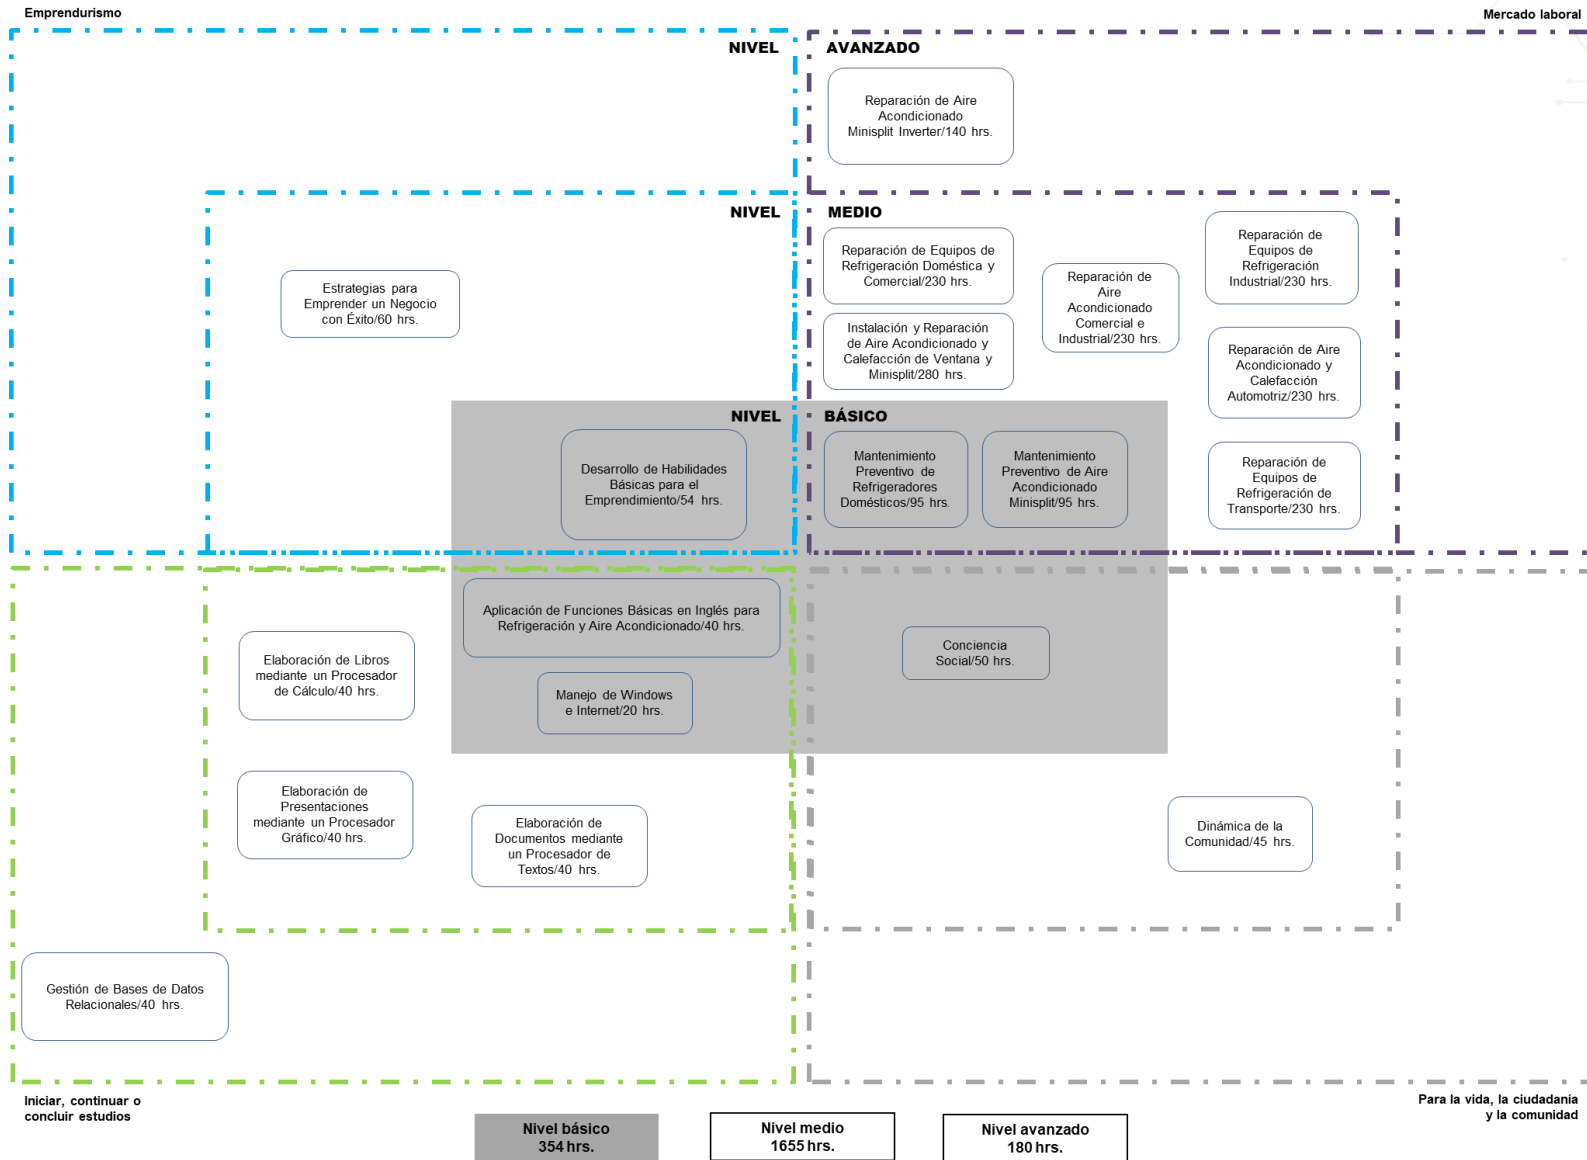 Emprendurismo
Mercado laboral
NIVEL
AVANZADO
Reparación de Aire
Acondicionado
Minisplit Inverter/140 hrs.
NIVEL
MEDIO
Estrategias para
Emprender un Negocio
con Éxito/60 hrs.
Reparación de Equipos de
Refrigeración Doméstica y
Comercial/230 hrs.
Instalación y Reparación
de Aire Acondicionado y
Calefacción de Ventana y
Minisplit/280 hrs.
Reparación de
Aire
Acondicionado
Comercial e
Industrial/230 hrs.
Reparación de
Equipos de
Refrigeración
Industrial/230 hrs.
Reparación de Aire
Acondicionado y
Calefacción
Automotriz/230 hrs.
Reparación de
Equipos de
Refrigeración de
Transporte/230 hrs.
NIVEL
BÁSICO
Desarrollo de Habilidades
Básicas para el
Emprendimiento/54 hrs.
Mantenimiento
Preventivo de
Refrigeradores
Domésticos/95 hrs.
Mantenimiento
Preventivo de Aire
Acondicionado
Minisplit/95 hrs.
Aplicación de Funciones Básicas en Inglés para
Refrigeración y Aire Acondicionado/40 hrs.
Manejo de Windows
e Internet/20 hrs.
Conciencia
Social/50 hrs.
Elaboración de Libros
mediante un Procesador
de Cálculo/40 hrs.
Elaboración de
Presentaciones
mediante un Procesador
Gráfico/40 hrs.
Elaboración de
Documentos mediante
un Procesador de
Textos/40 hrs.
Dinámica de la
Comunidad/45 hrs.
Gestión de Bases de Datos
Relacionales/40 hrs.
Iniciar, continuar o
concluir estudios
Para la vida, la ciudadanía
y la comunidad
Nivel básico
354 hrs.
Nivel medio
1655 hrs.
Nivel avanzado
180 hrs.